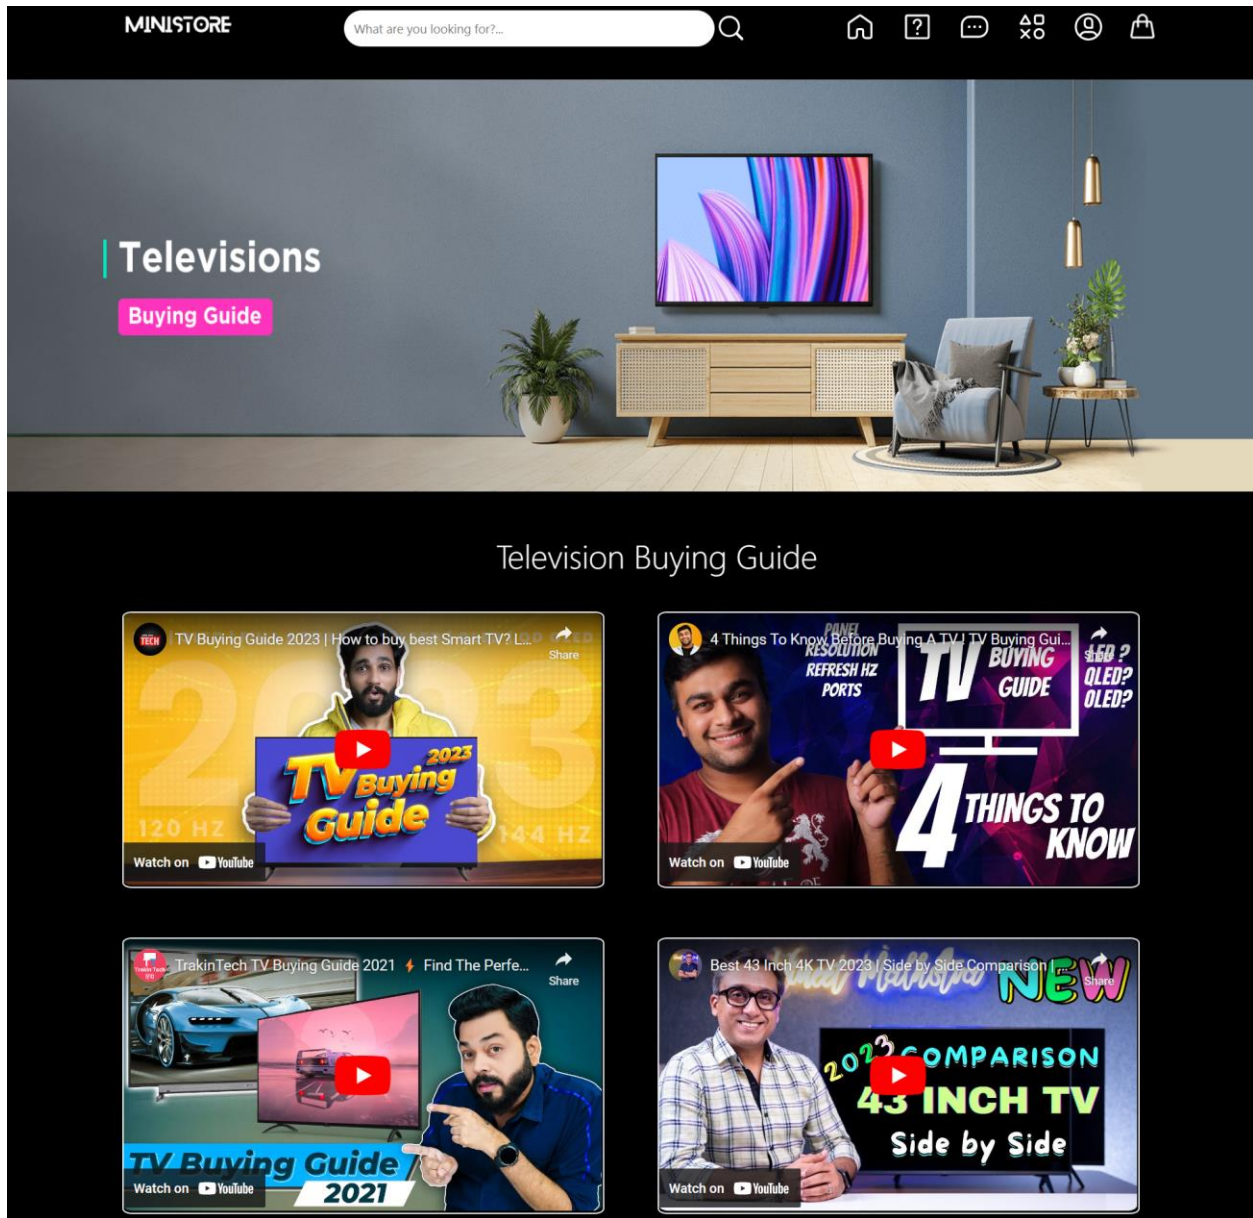 MINISTORE
What are you looking for?...
Televisions
Buying Guide
Television Buying Guide
TECH
TV Buying Guide 2023 | How to buy best Smart TV? L...
Share
2023
120 HZ
144 HZ
2023
TV Buying
Guide
Watch on YouTube
4 Things To Know Before Buying A TV | TV Buying Gui...
Share
PANEL
RESOLUTION
REFRESH HZ
PORTS
TV BUYING
GUIDE
LED ?
QLED?
OLED?
4 THINGS TO
KNOW
Watch on YouTube
TrakinTech TV Buying Guide 2021 ⚡ Find The Perfe...
Share
TV Buying Guide
2021
Watch on YouTube
Best 43 Inch 4K TV 2023 | Side by Side Comparison |
Share
NEW
2023 COMPARISON
43 INCH TV
Side by Side
Watch on YouTube